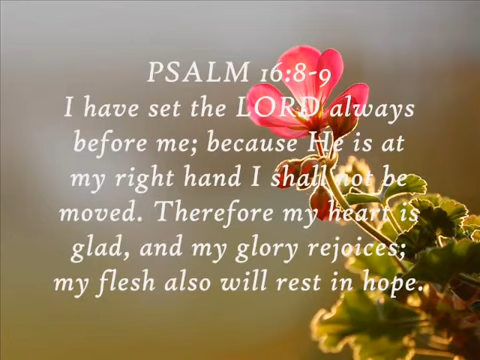 PSALM 16:8-9
I have set the LORD always
before me; because He is at
my right hand I shall not be
moved. Therefore my heart is
glad, and my glory rejoices;
my flesh also will rest in hope.